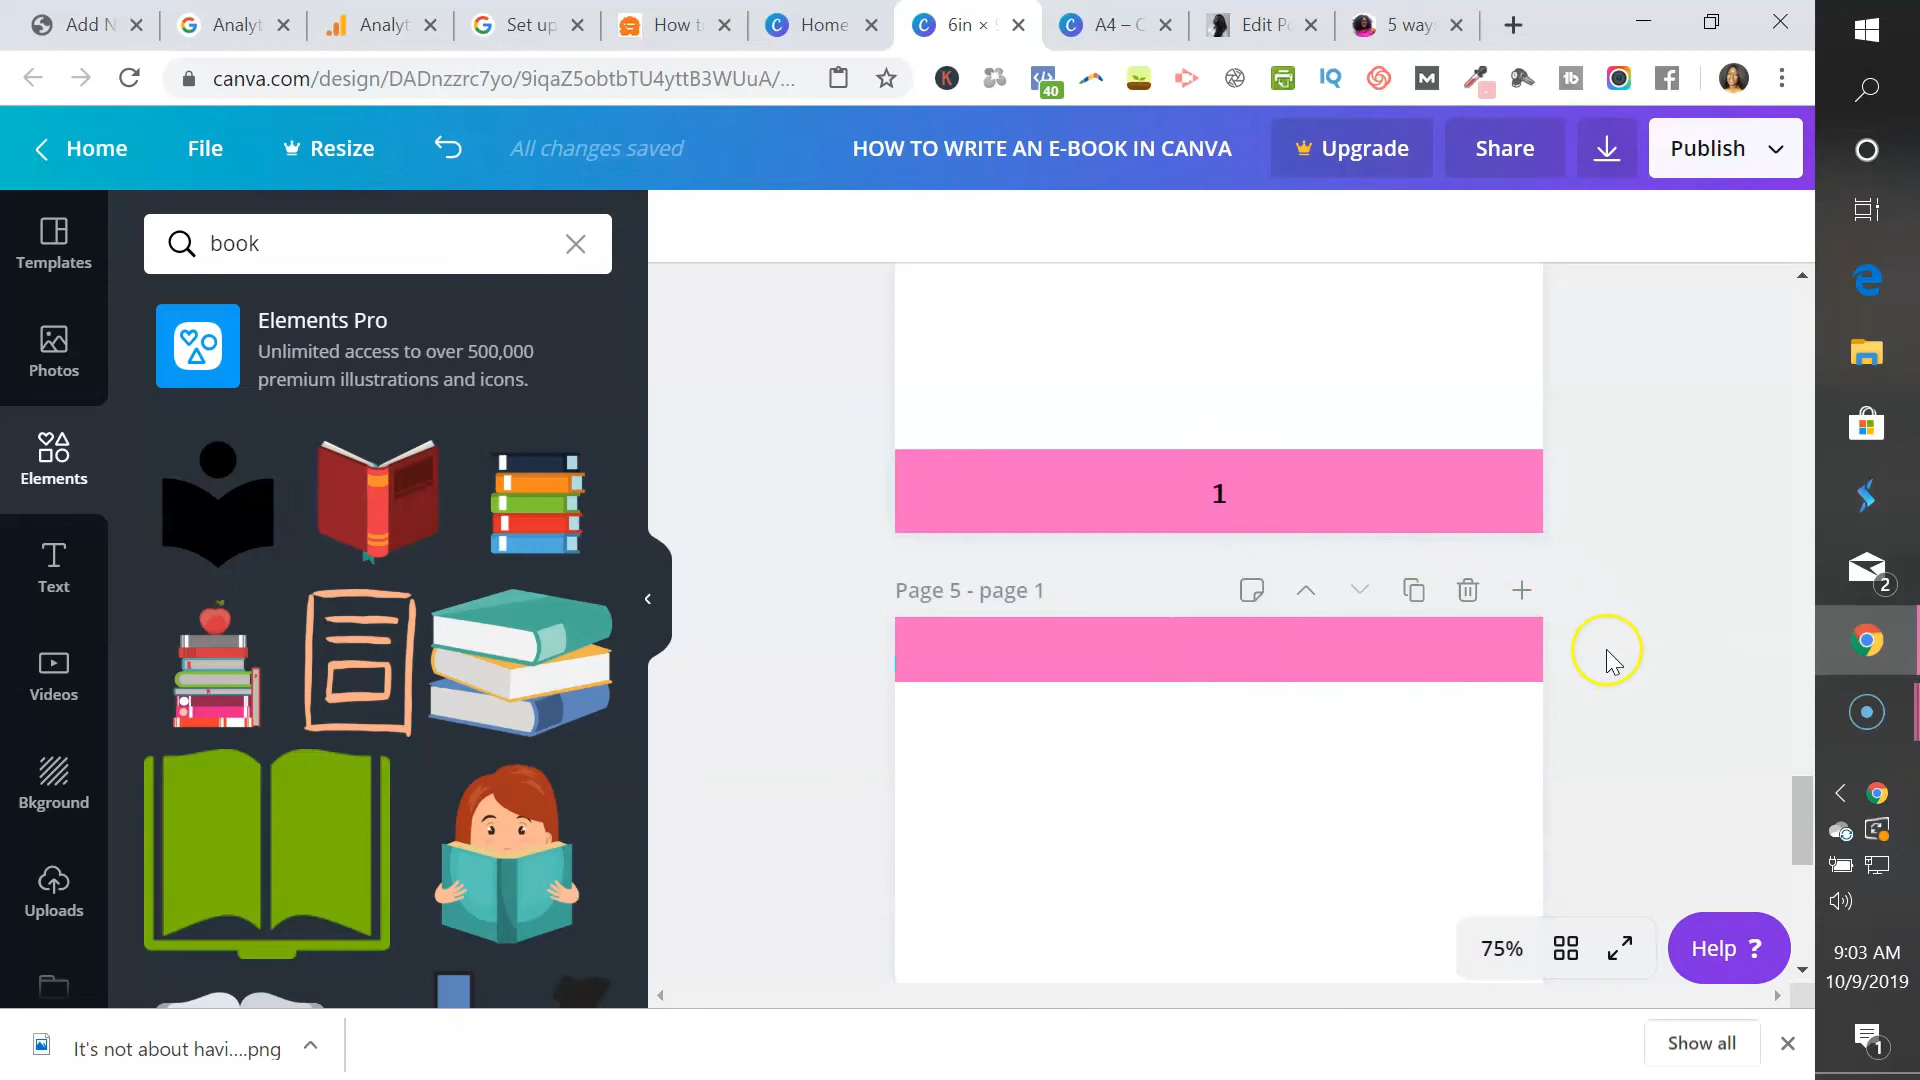 Add N
Analyt
Analyt
Set up
How t
Home
6in ×
A4 – C
Edit P
5 way
canva.com/design/DADnzzrc7yo/9iqaZ5obtbTU4yttB3WUuA/...
40
Home
File
Resize
All changes saved
HOW TO WRITE AN E-BOOK IN CANVA
Upgrade
Share
Publish
Templates
Photos
Elements
Text
Videos
Bkground
Uploads
book
Elements Pro
Unlimited access to over 500,000
premium illustrations and icons.
1
Page 5 - page 1
75%
Help ?
2
9:03 AM
10/9/2019
1
It's not about havi....png
Show all